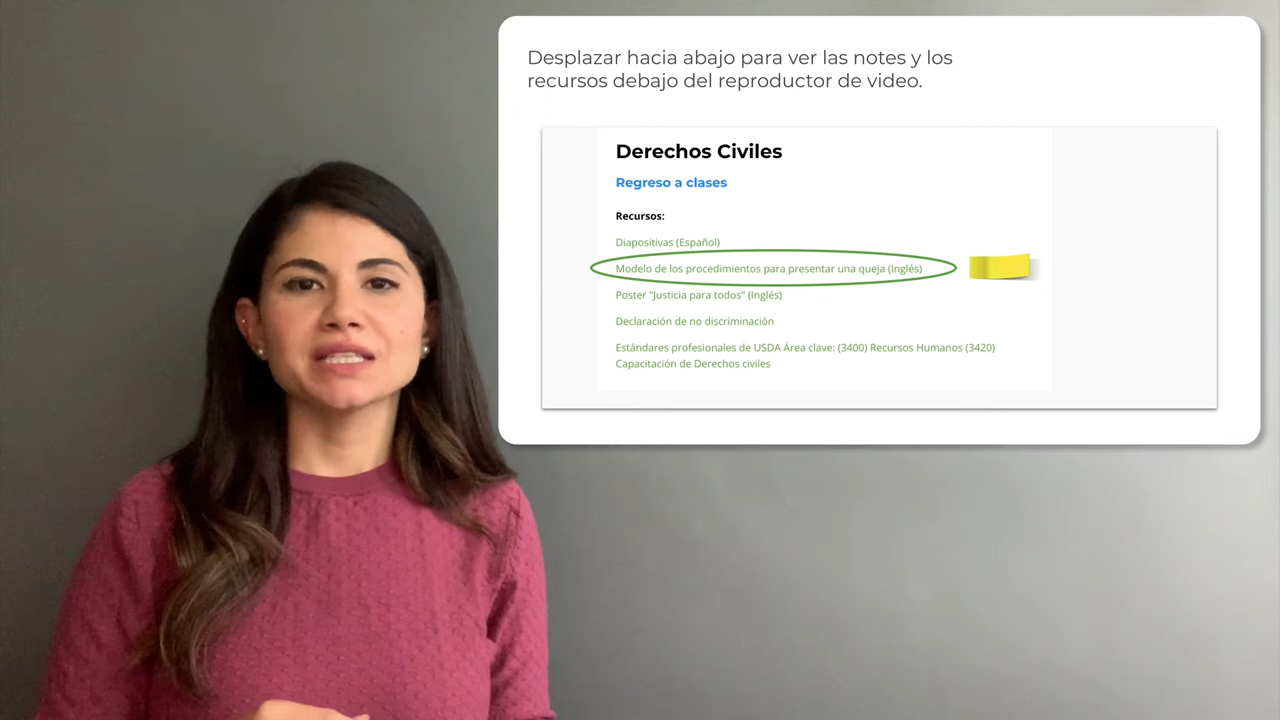 Desplazar hacia abajo para ver las notes y los
recursos debajo del reproductor de video.
Derechos Civiles
Regreso a clases
Recursos:
Diapositivas (Español)
Modelo de los procedimientos para presentar una queja (Inglés)
Poster "Justicia para todos" (Inglés)
Declaración de no discriminación
Estándares profesionales de USDA Área clave: (3400) Recursos Humanos (3420)
Capacitación de Derechos civiles